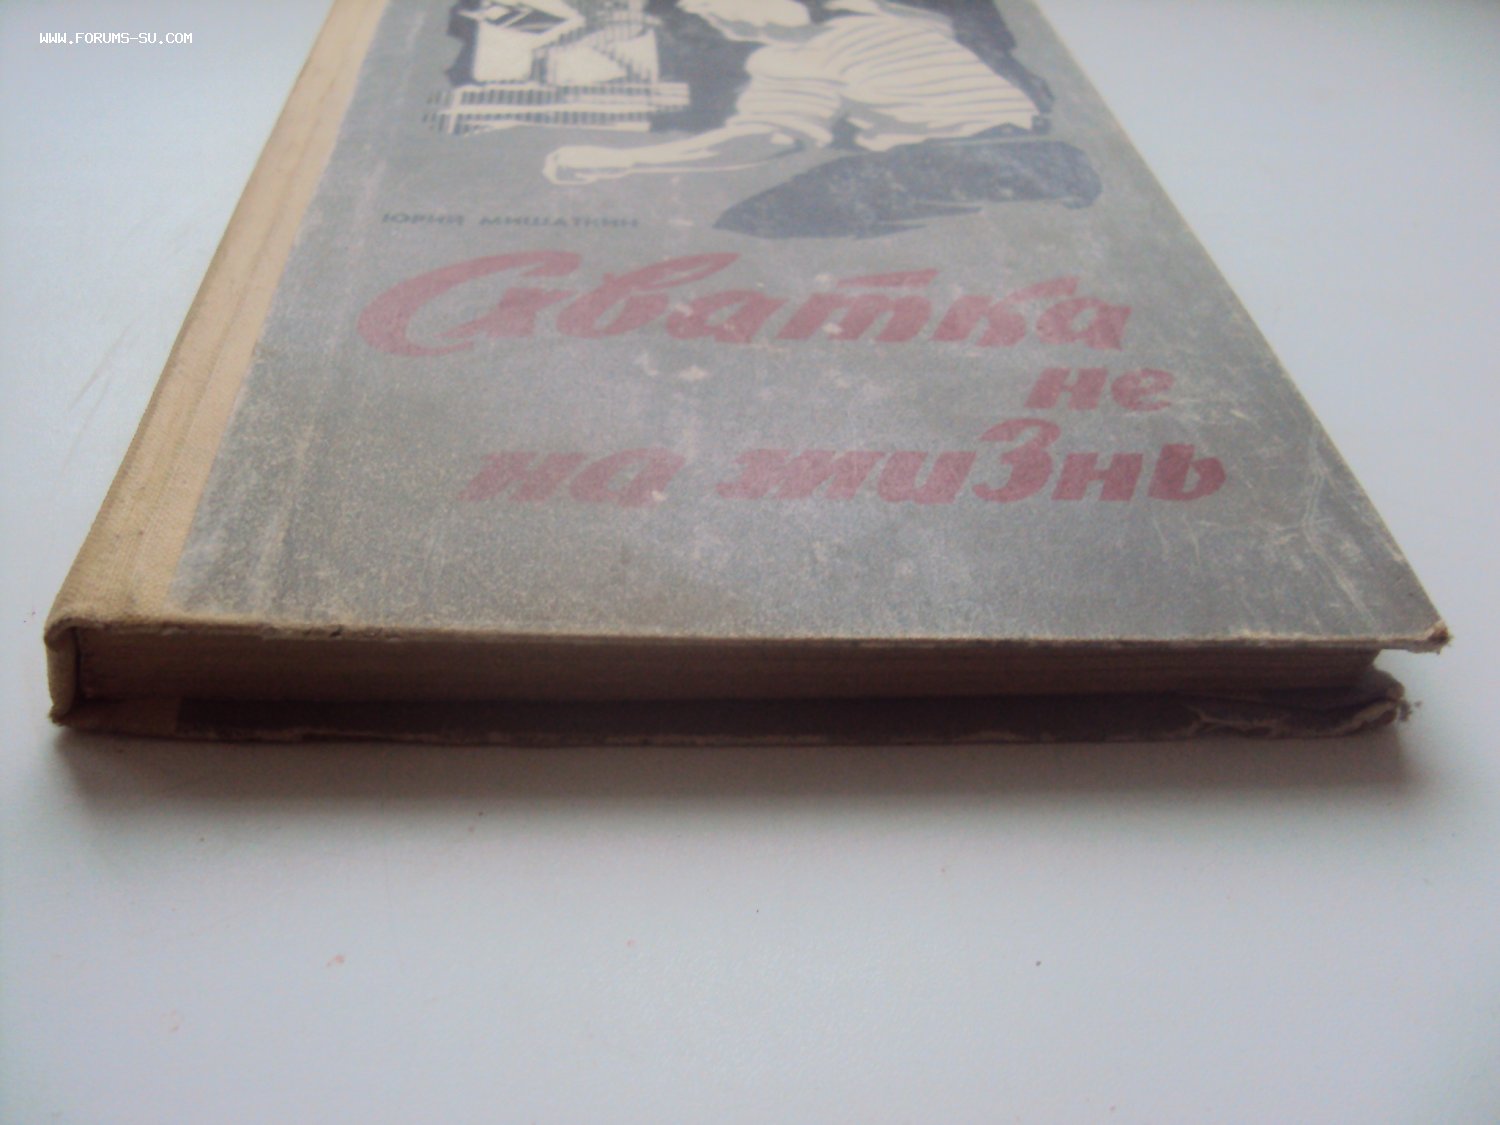 WWW.FORUMS-SU.COM
ЮРИЙ МИШАТКИН
Схватка
не
на жизнь